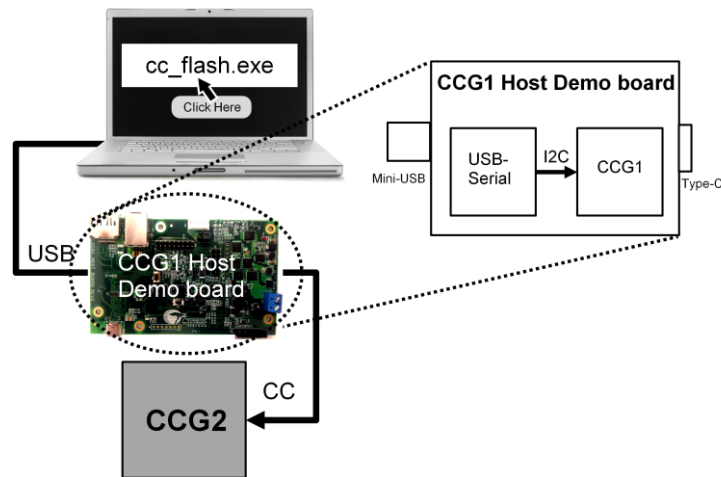 cc_flash.exe
Click Here
CCG1 Host Demo board
USB-
Serial
I2C
CCG1
Mini-USB
Type-C
USB
CCG1 Host
Demo board
CC
CCG2